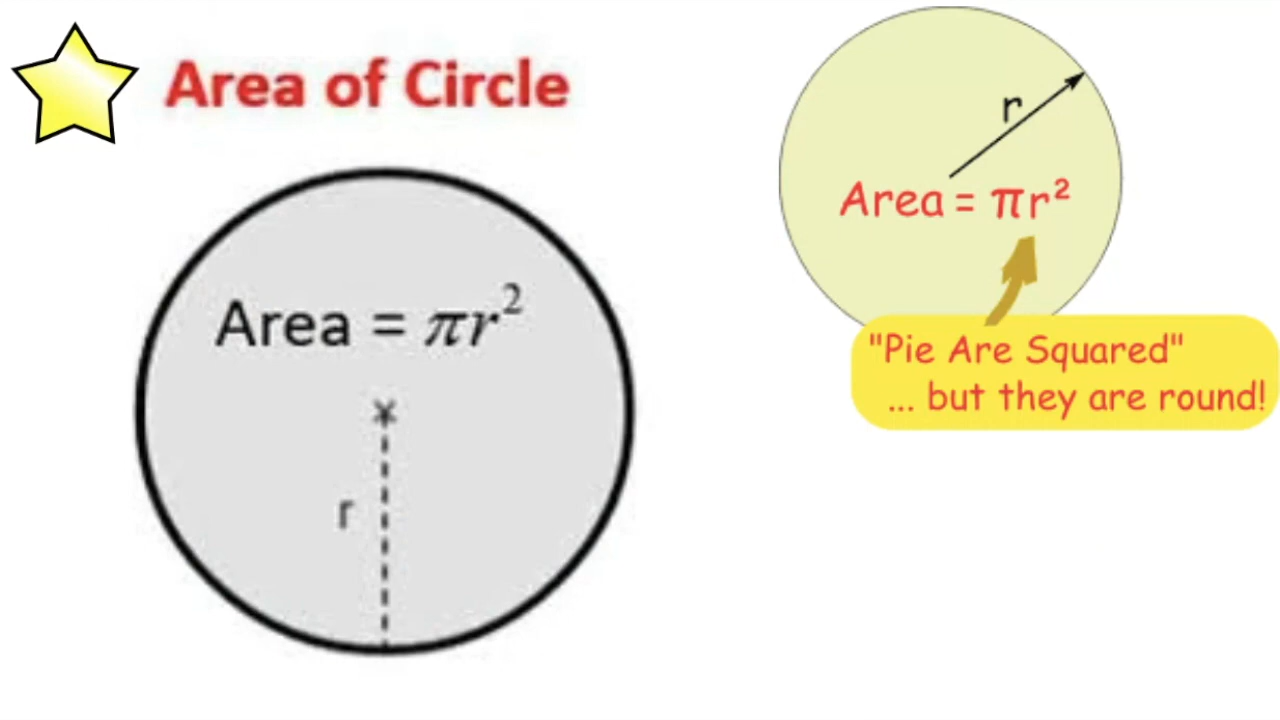 Area of Circle
Area = πr²
r
r
Area = πr²
"Pie Are Squared"
... but they are round!